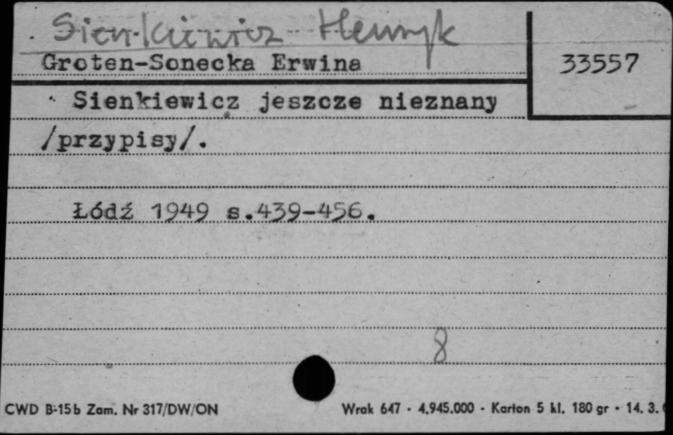 Sienkiewicz Henryk
Groten-Sonecka Erwina
33557
Sienkiewicz jeszcze nieznany
/przypisy/.
Łódź 1949 s.439-456.
8
CWD B-15b Zam. Nr 317/DW/ON
Wrak 647 · 4.945.000 · Karton 5 kl. 180 gr · 14. 3.